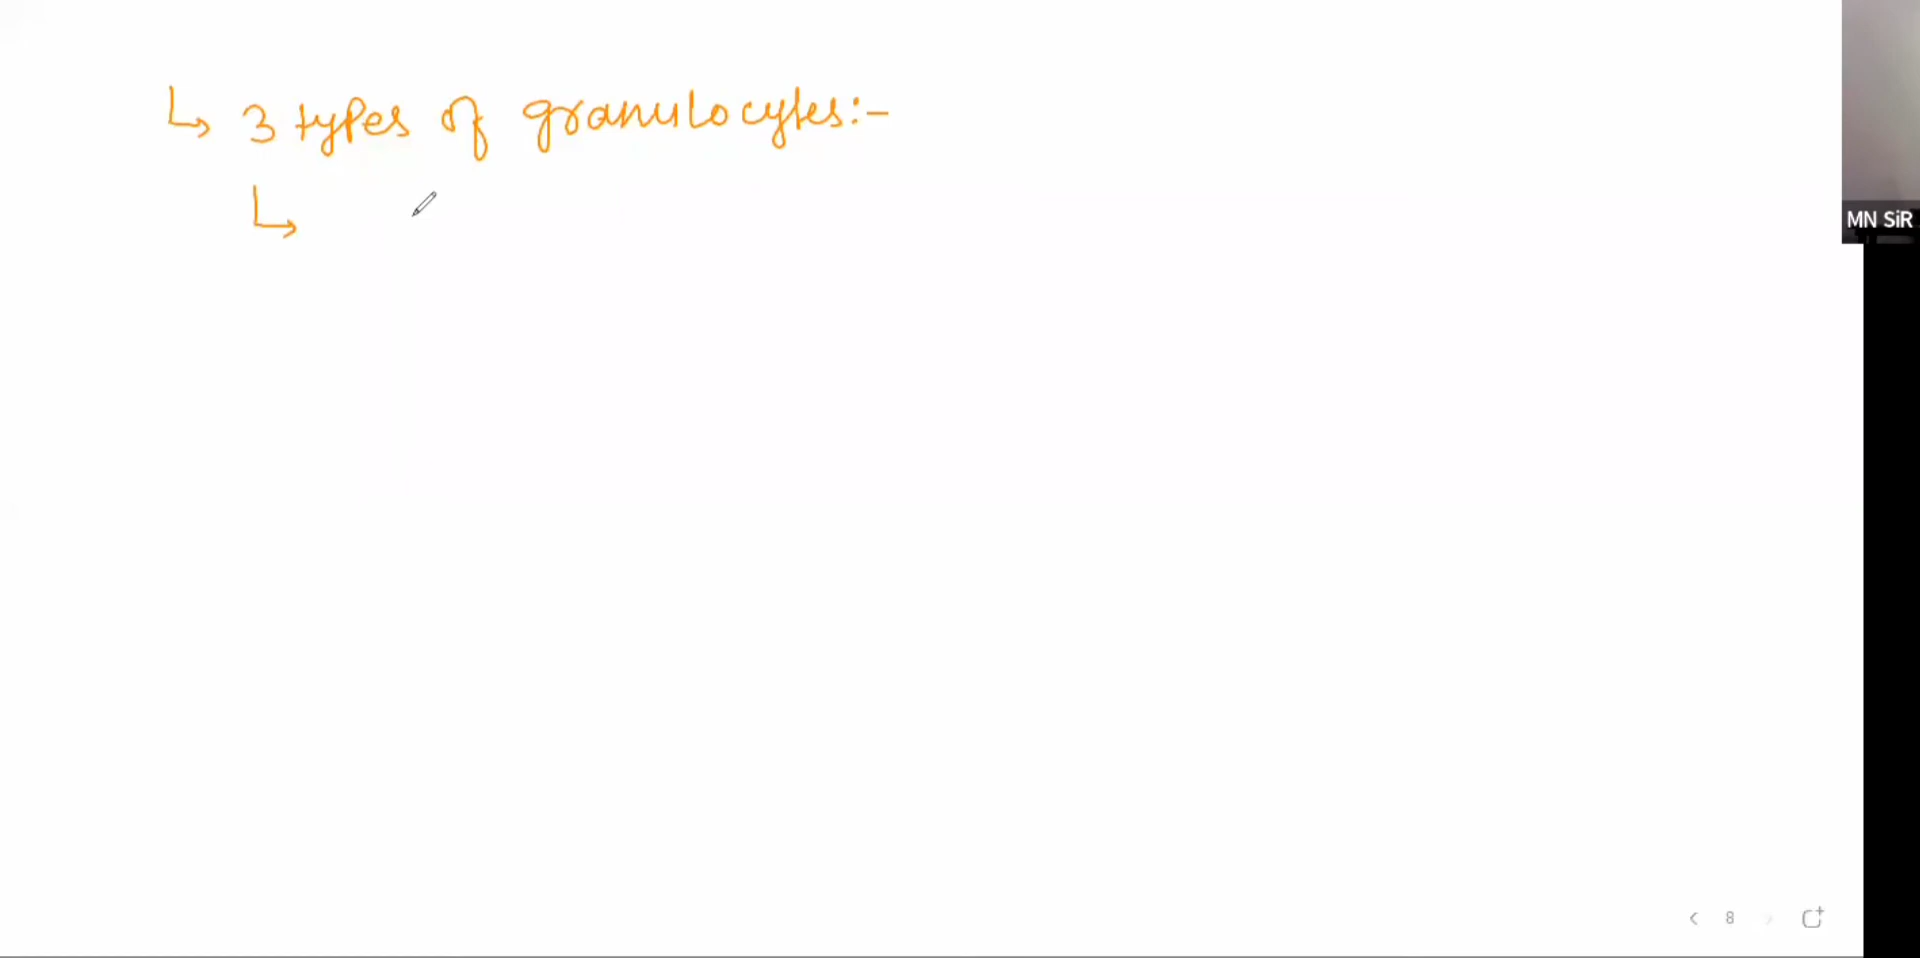 ↳ 3 types of granulocytes:-
↳
MN SiR
< 8 >